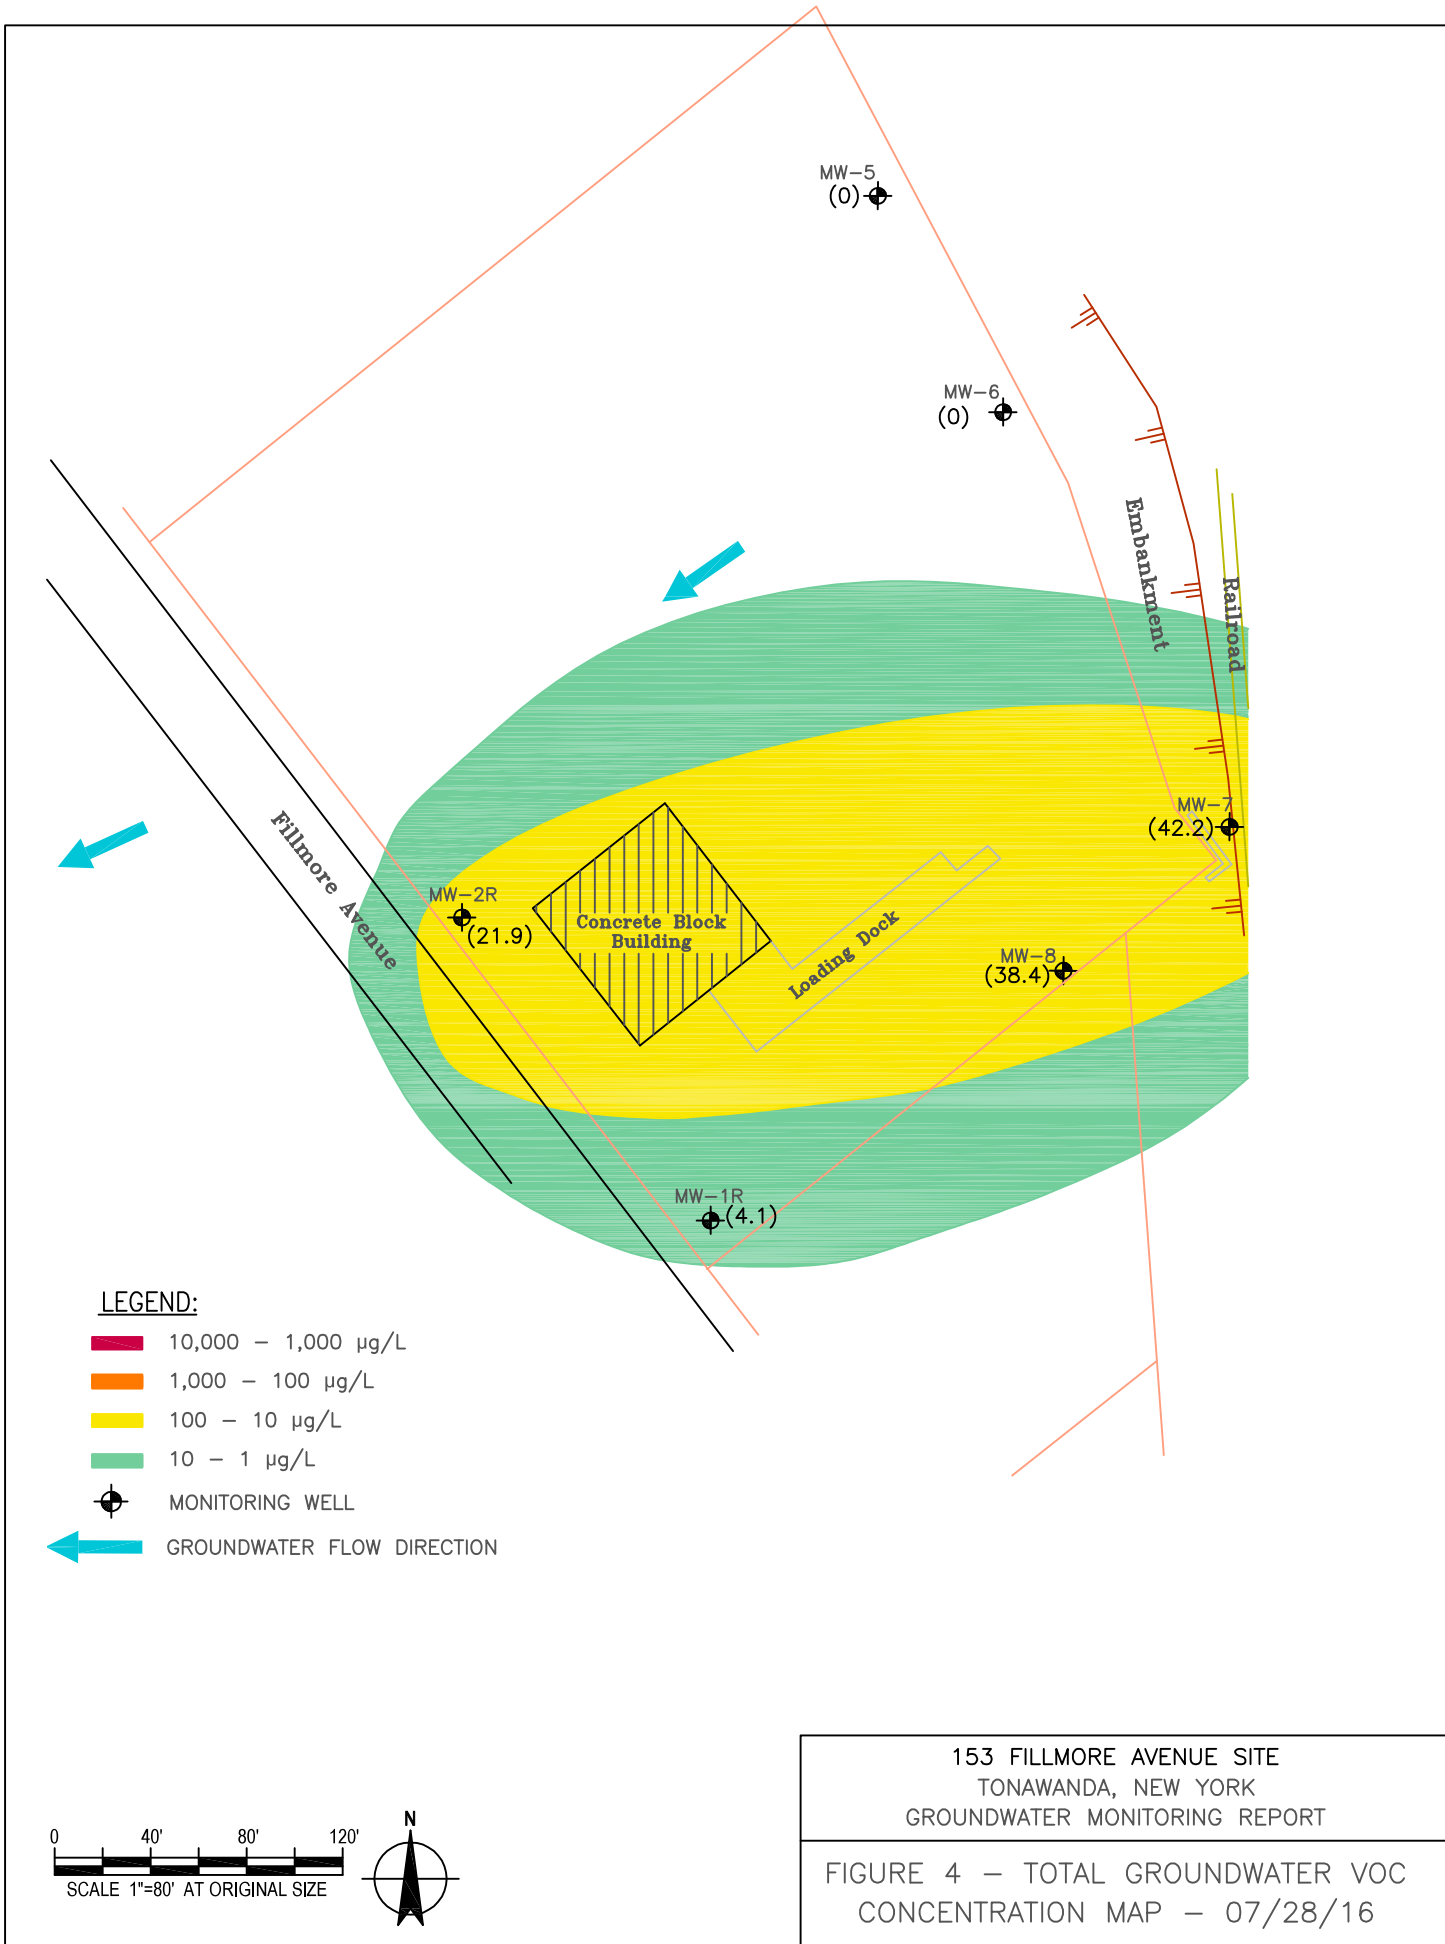 MW-5
(0)
MW-6
(0)
Embankment
Railroad
MW-7
(42.2)
Fillmore Avenue
MW-2R
(21.9)
Concrete Block
Building
Loading Dock
MW-8
(38.4)
MW-1R
(4.1)
LEGEND:
10,000 - 1,000 µg/L
1,000 - 100 µg/L
100 - 10 µg/L
10 - 1 µg/L
MONITORING WELL
GROUNDWATER FLOW DIRECTION
0 40' 80' 120'
SCALE 1"=80' AT ORIGINAL SIZE
N
153 FILLMORE AVENUE SITE
TONAWANDA, NEW YORK
GROUNDWATER MONITORING REPORT
FIGURE 4 - TOTAL GROUNDWATER VOC
CONCENTRATION MAP - 07/28/16